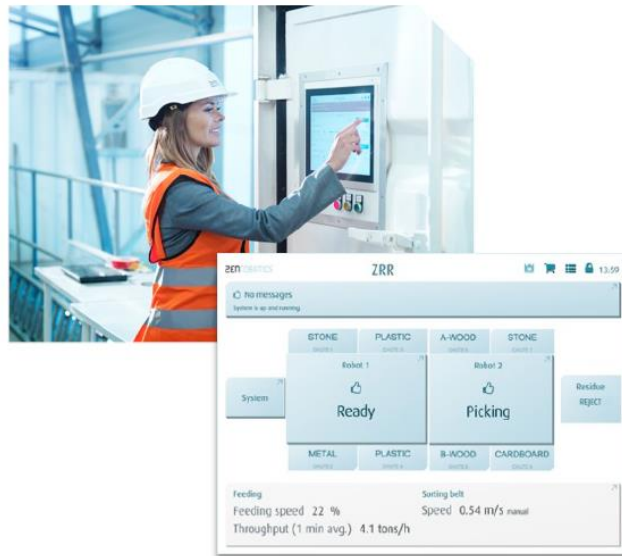 ZENROBOTICS
ZRR
13:59
No messages
System is up and running
STONE PLASTIC A-WOOD STONE
Robot 1 Robot 2
System
Ready Picking
Residue
REJECT
METAL PLASTIC B-WOOD CARDBOARD
Feeding Sorting belt
Feeding speed 22 % Speed 0.54 m/s manual
Throughput (1 min avg.) 4.1 tons/h